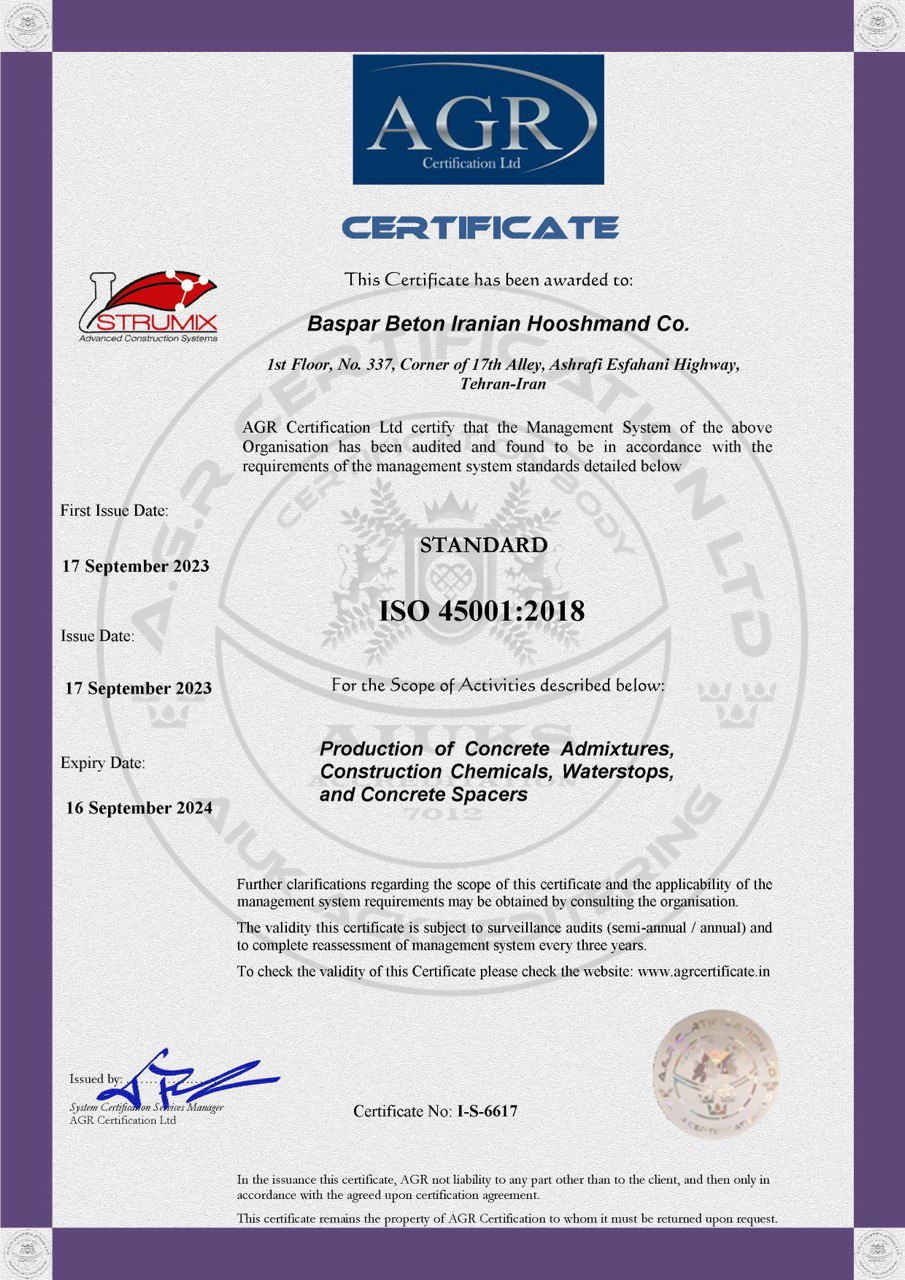 AGR
Certification Ltd
CERTIFICATE
This Certificate has been awarded to:
STRUMIX
Advanced Construction Systems
Baspar Beton Iranian Hooshmand Co.
1st Floor, No. 337, Corner of 17th Alley, Ashrafi Esfahani Highway,
Tehran-Iran
AGR Certification Ltd certify that the Management System of the above
Organisation has been audited and found to be in accordance with the
requirements of the management system standards detailed below
First Issue Date:
17 September 2023
STANDARD
ISO 45001:2018
Issue Date:
17 September 2023
For the Scope of Activities described below:
Production of Concrete Admixtures,
Construction Chemicals, Waterstops,
and Concrete Spacers
Expiry Date:
16 September 2024
A.G.R CERTIFICATION LTD
CERTIFICATION BODY
AIUKS
ACCREDITATION
7012
AIUKS ACKREDITERING
Further clarifications regarding the scope of this certificate and the applicability of the
management system requirements may be obtained by consulting the organisation.
The validity this certificate is subject to surveillance audits (semi-annual / annual) and
to complete reassessment of management system every three years.
To check the validity of this Certificate please check the website: www.agrcertificate.in
Issued by:
System Certification Services Manager
AGR Certification Ltd
Certificate No: I-S-6617
In the issuance this certificate, AGR not liability to any part other than to the client, and then only in
accordance with the agreed upon certification agreement.
This certificate remains the property of AGR Certification to whom it must be returned upon request.